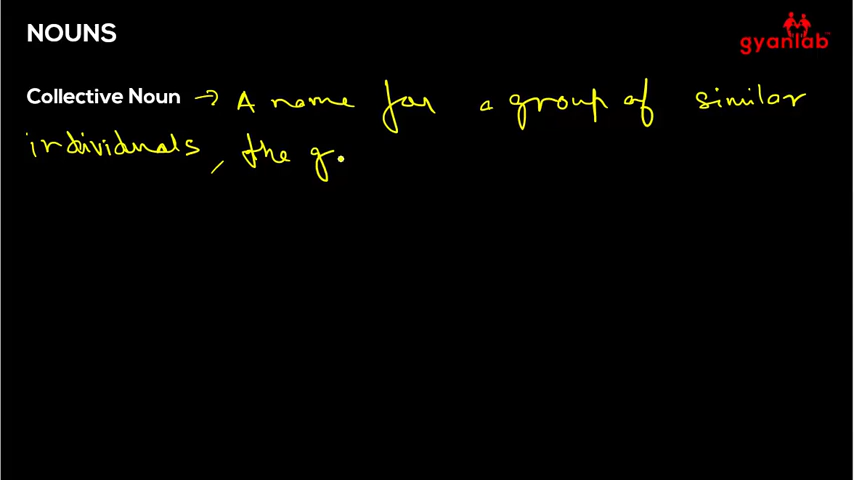 NOUNS
gyanlab
Collective Noun → A name for a group of similar
individuals, the g